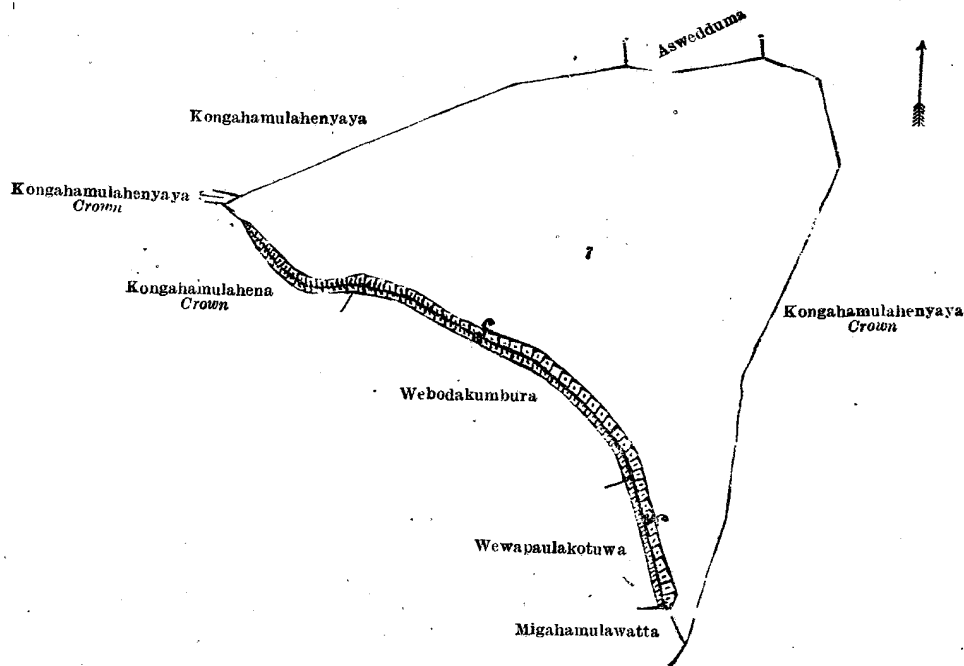 Aswedduma
Kongahamulahenyaya
Kongahamulahenyaya
Crown
7
Kongahamulahena
Crown
Kongahamulahenyaya
Crown
Webodakumbura
Wewapaulakotuwa
Migahamulawatta